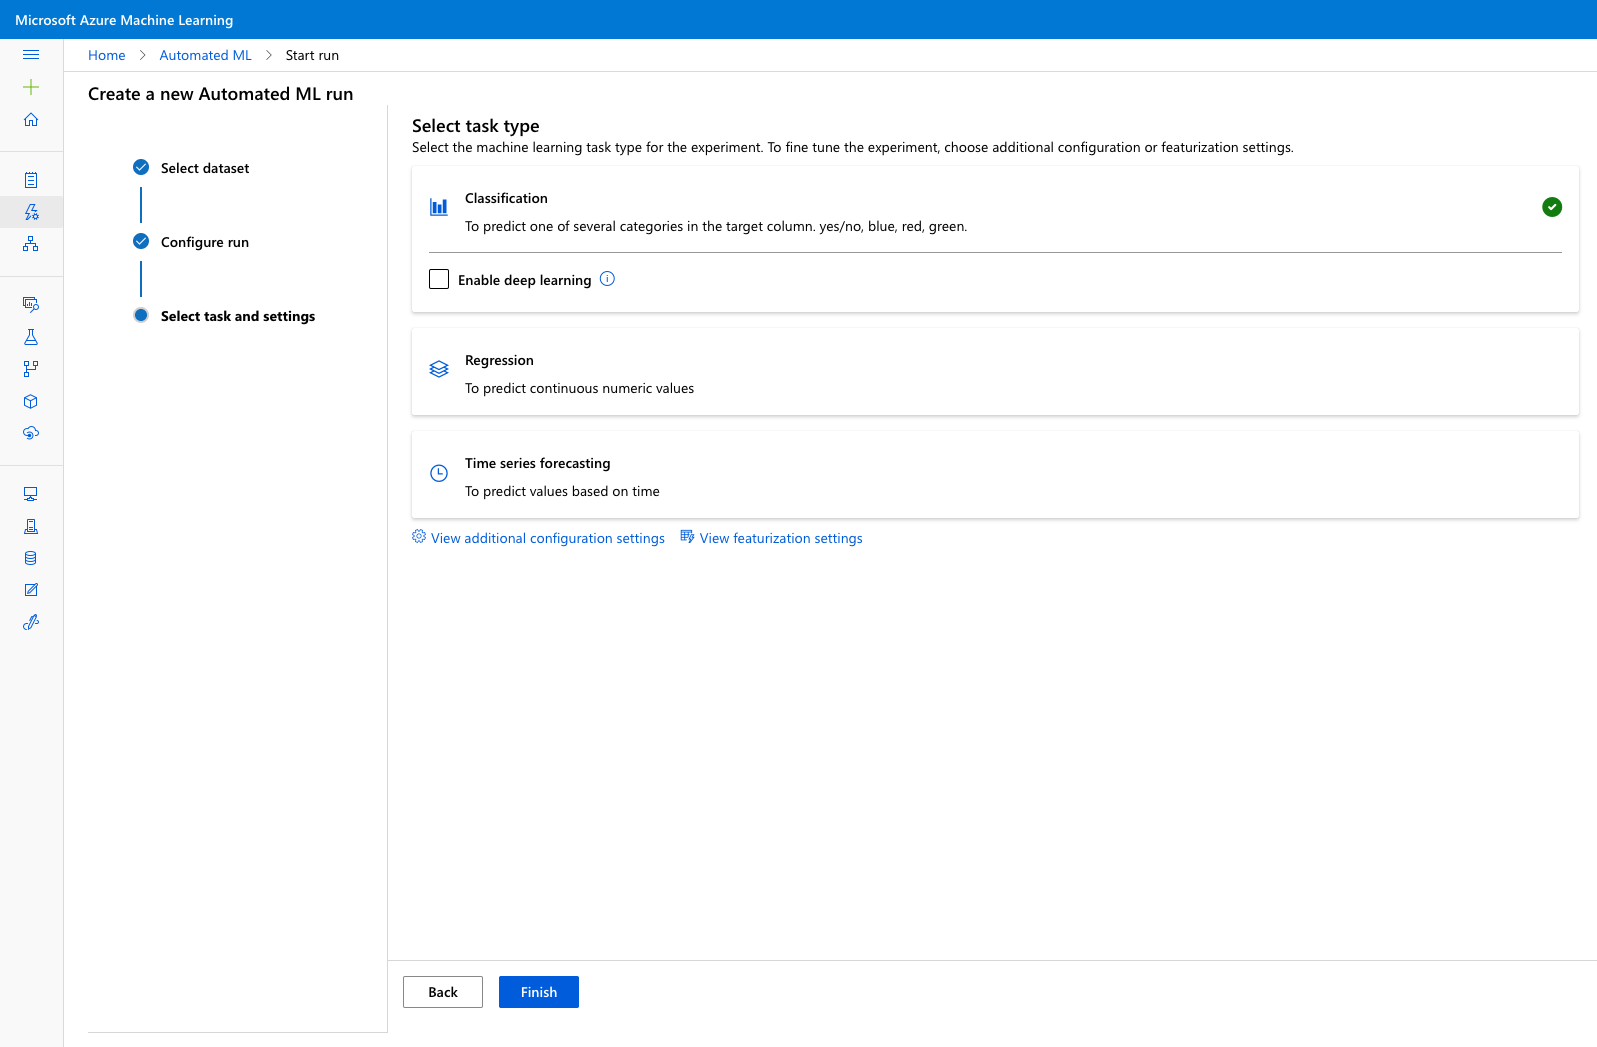 Microsoft Azure Machine Learning
Home > Automated ML > Start run
Create a new Automated ML run
Select dataset
Configure run
Select task and settings
Select task type
Select the machine learning task type for the experiment. To fine tune the experiment, choose additional configuration or featurization settings.
Classification
To predict one of several categories in the target column. yes/no, blue, red, green.
Enable deep learning
Regression
To predict continuous numeric values
Time series forecasting
To predict values based on time
View additional configuration settings
View featurization settings
Back
Finish